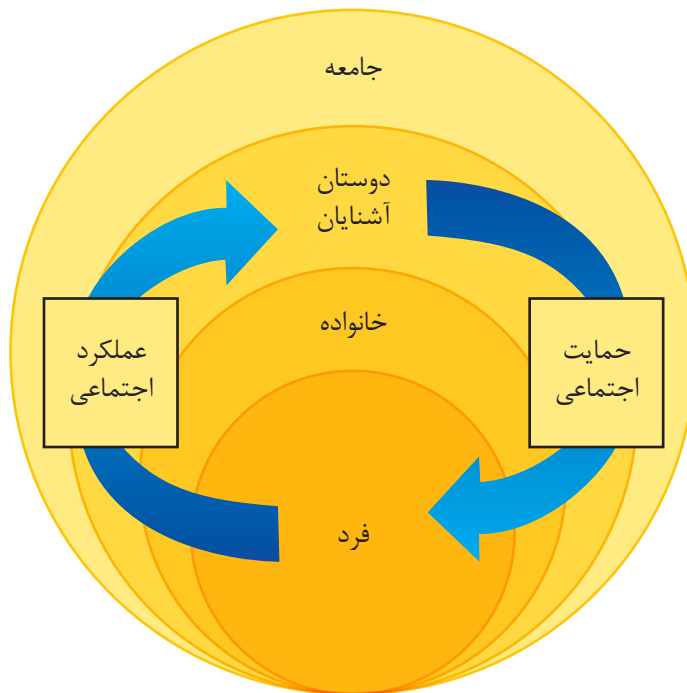 جامعه
دوستان
آشنایان
خانواده
حمایت
اجتماعی
عملکرد
اجتماعی
فرد